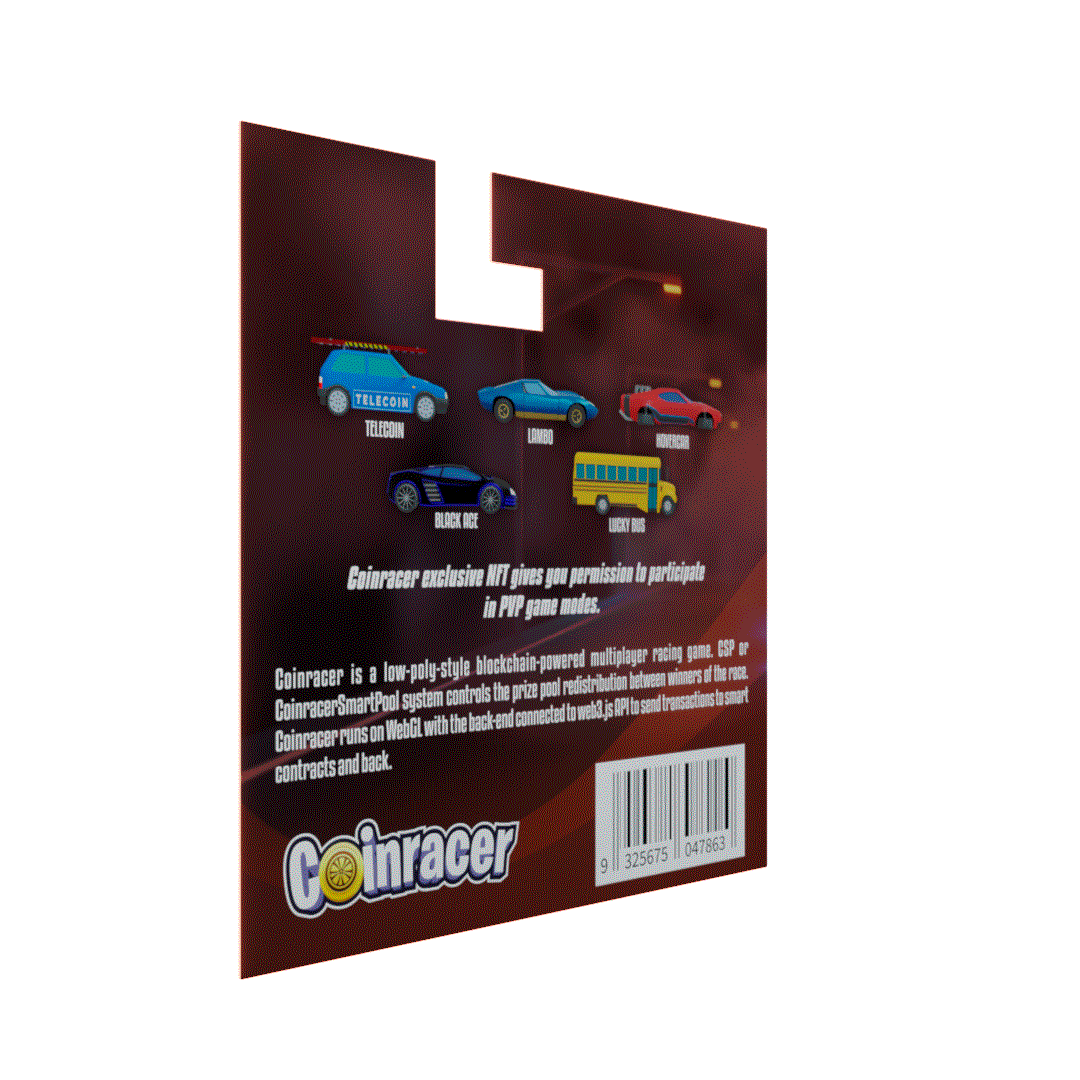 TELECOIN
TELECOIN
LAMBO
HOVERCAR
BLACK ACE
LUCKY BUS
Coinracer exclusive NFT gives you permission to participate
in PVP game modes.
Coinracer is a low-poly-style blockchain-powered multiplayer racing game. CSP or
CoinracerSmartPool system controls the prize pool redistribution between winners of the race.
Coinracer runs on WebGL with the back-end connected to web3.js API to send transactions to smart
contracts and back.
Coinracer
9 325675 047863